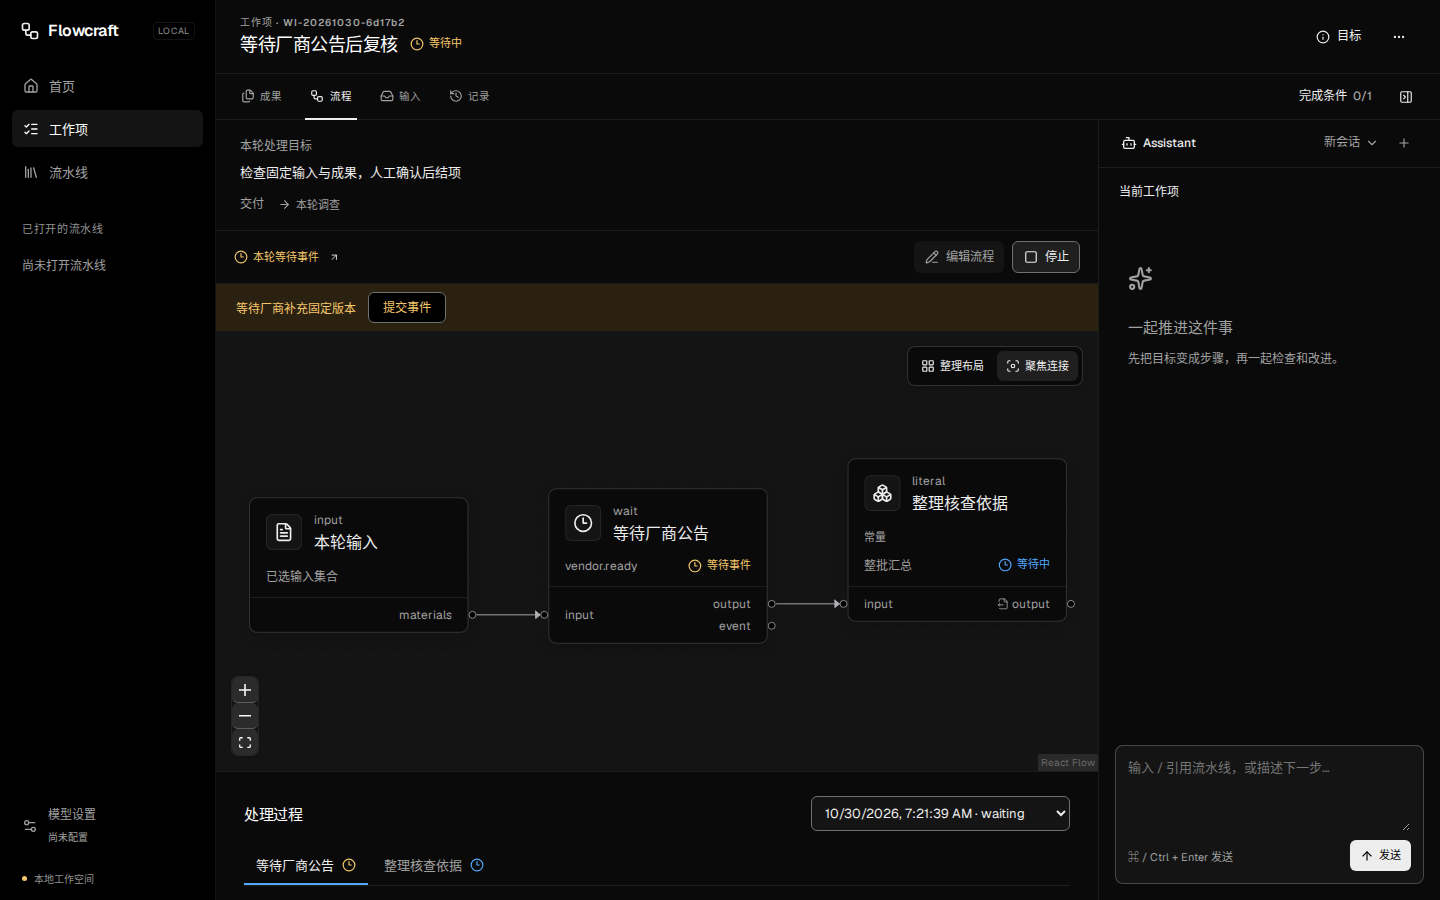 Flowcraft
LOCAL
首页
工作项
流水线
已打开的流水线
尚未打开流水线
模型设置
尚未配置
本地工作空间
工作项 · WI-20261030-6d17b2
等待厂商公告后复核
等待中
目标
成果
流程
输入
记录
完成条件 0/1
本轮处理目标
检查固定输入与成果，人工确认后结项
交付
本轮调查
本轮等待事件
编辑流程
停止
等待厂商补充固定版本
提交事件
整理布局
聚焦连接
input
本轮输入
已选输入集合
materials
wait
等待厂商公告
vendor.ready
等待事件
input
output
event
literal
整理核查依据
常量
整批汇总
等待中
input
output
React Flow
处理过程
10/30/2026, 7:21:39 AM · waiting
等待厂商公告
整理核查依据
Assistant
新会话
当前工作项
一起推进这件事
先把目标变成步骤，再一起检查和改进。
输入 / 引用流水线，或描述下一步...
⌘ / Ctrl + Enter 发送
发送